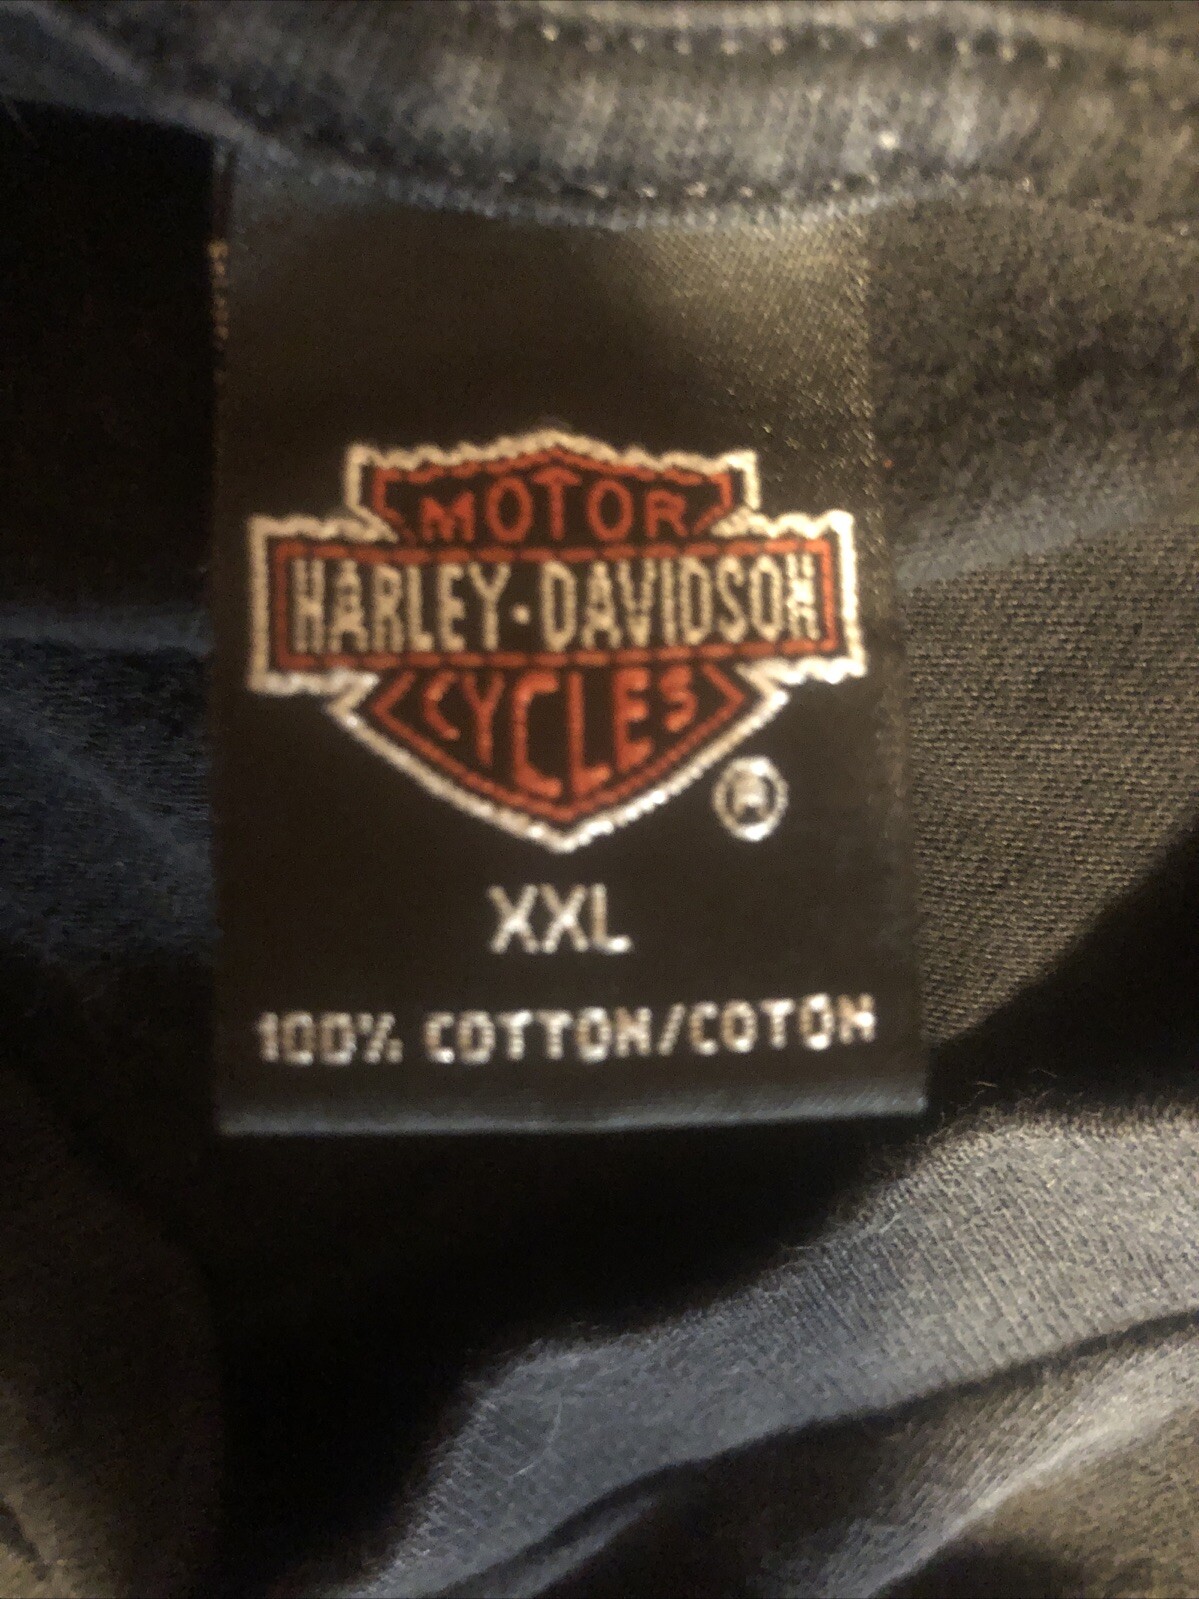 MOTOR
HARLEY-DAVIDSON
CYCLES
®
XXL
100% COTTON/COTON